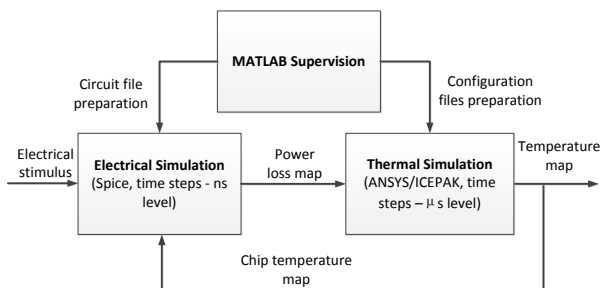 MATLAB Supervision
Circuit file
preparation
Configuration
files preparation
Electrical
stimulus
Electrical Simulation
(Spice, time steps - ns
level)
Power
loss map
Thermal Simulation
(ANSYS/ICEPAK, time
steps – μ s level)
Temperature
map
Chip temperature
map